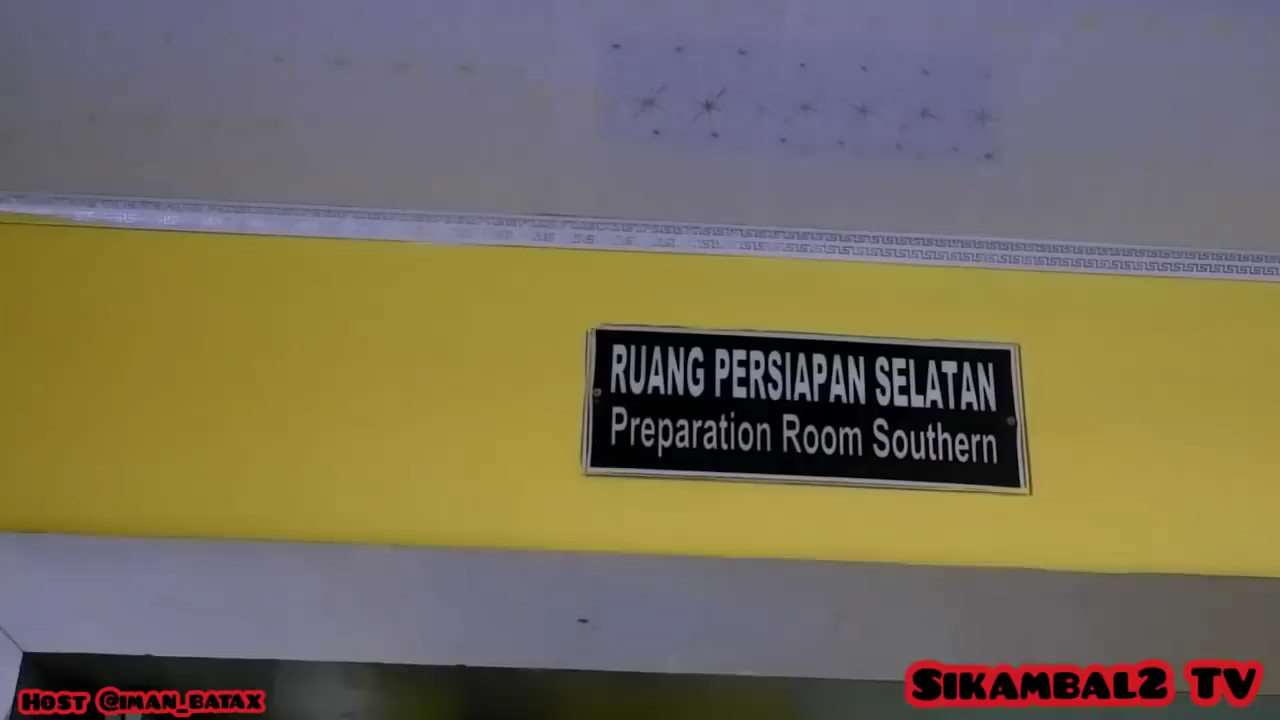 RUANG PERSIAPAN SELATAN
Preparation Room Southern
Host @iman_batax
Sikambal2 TV